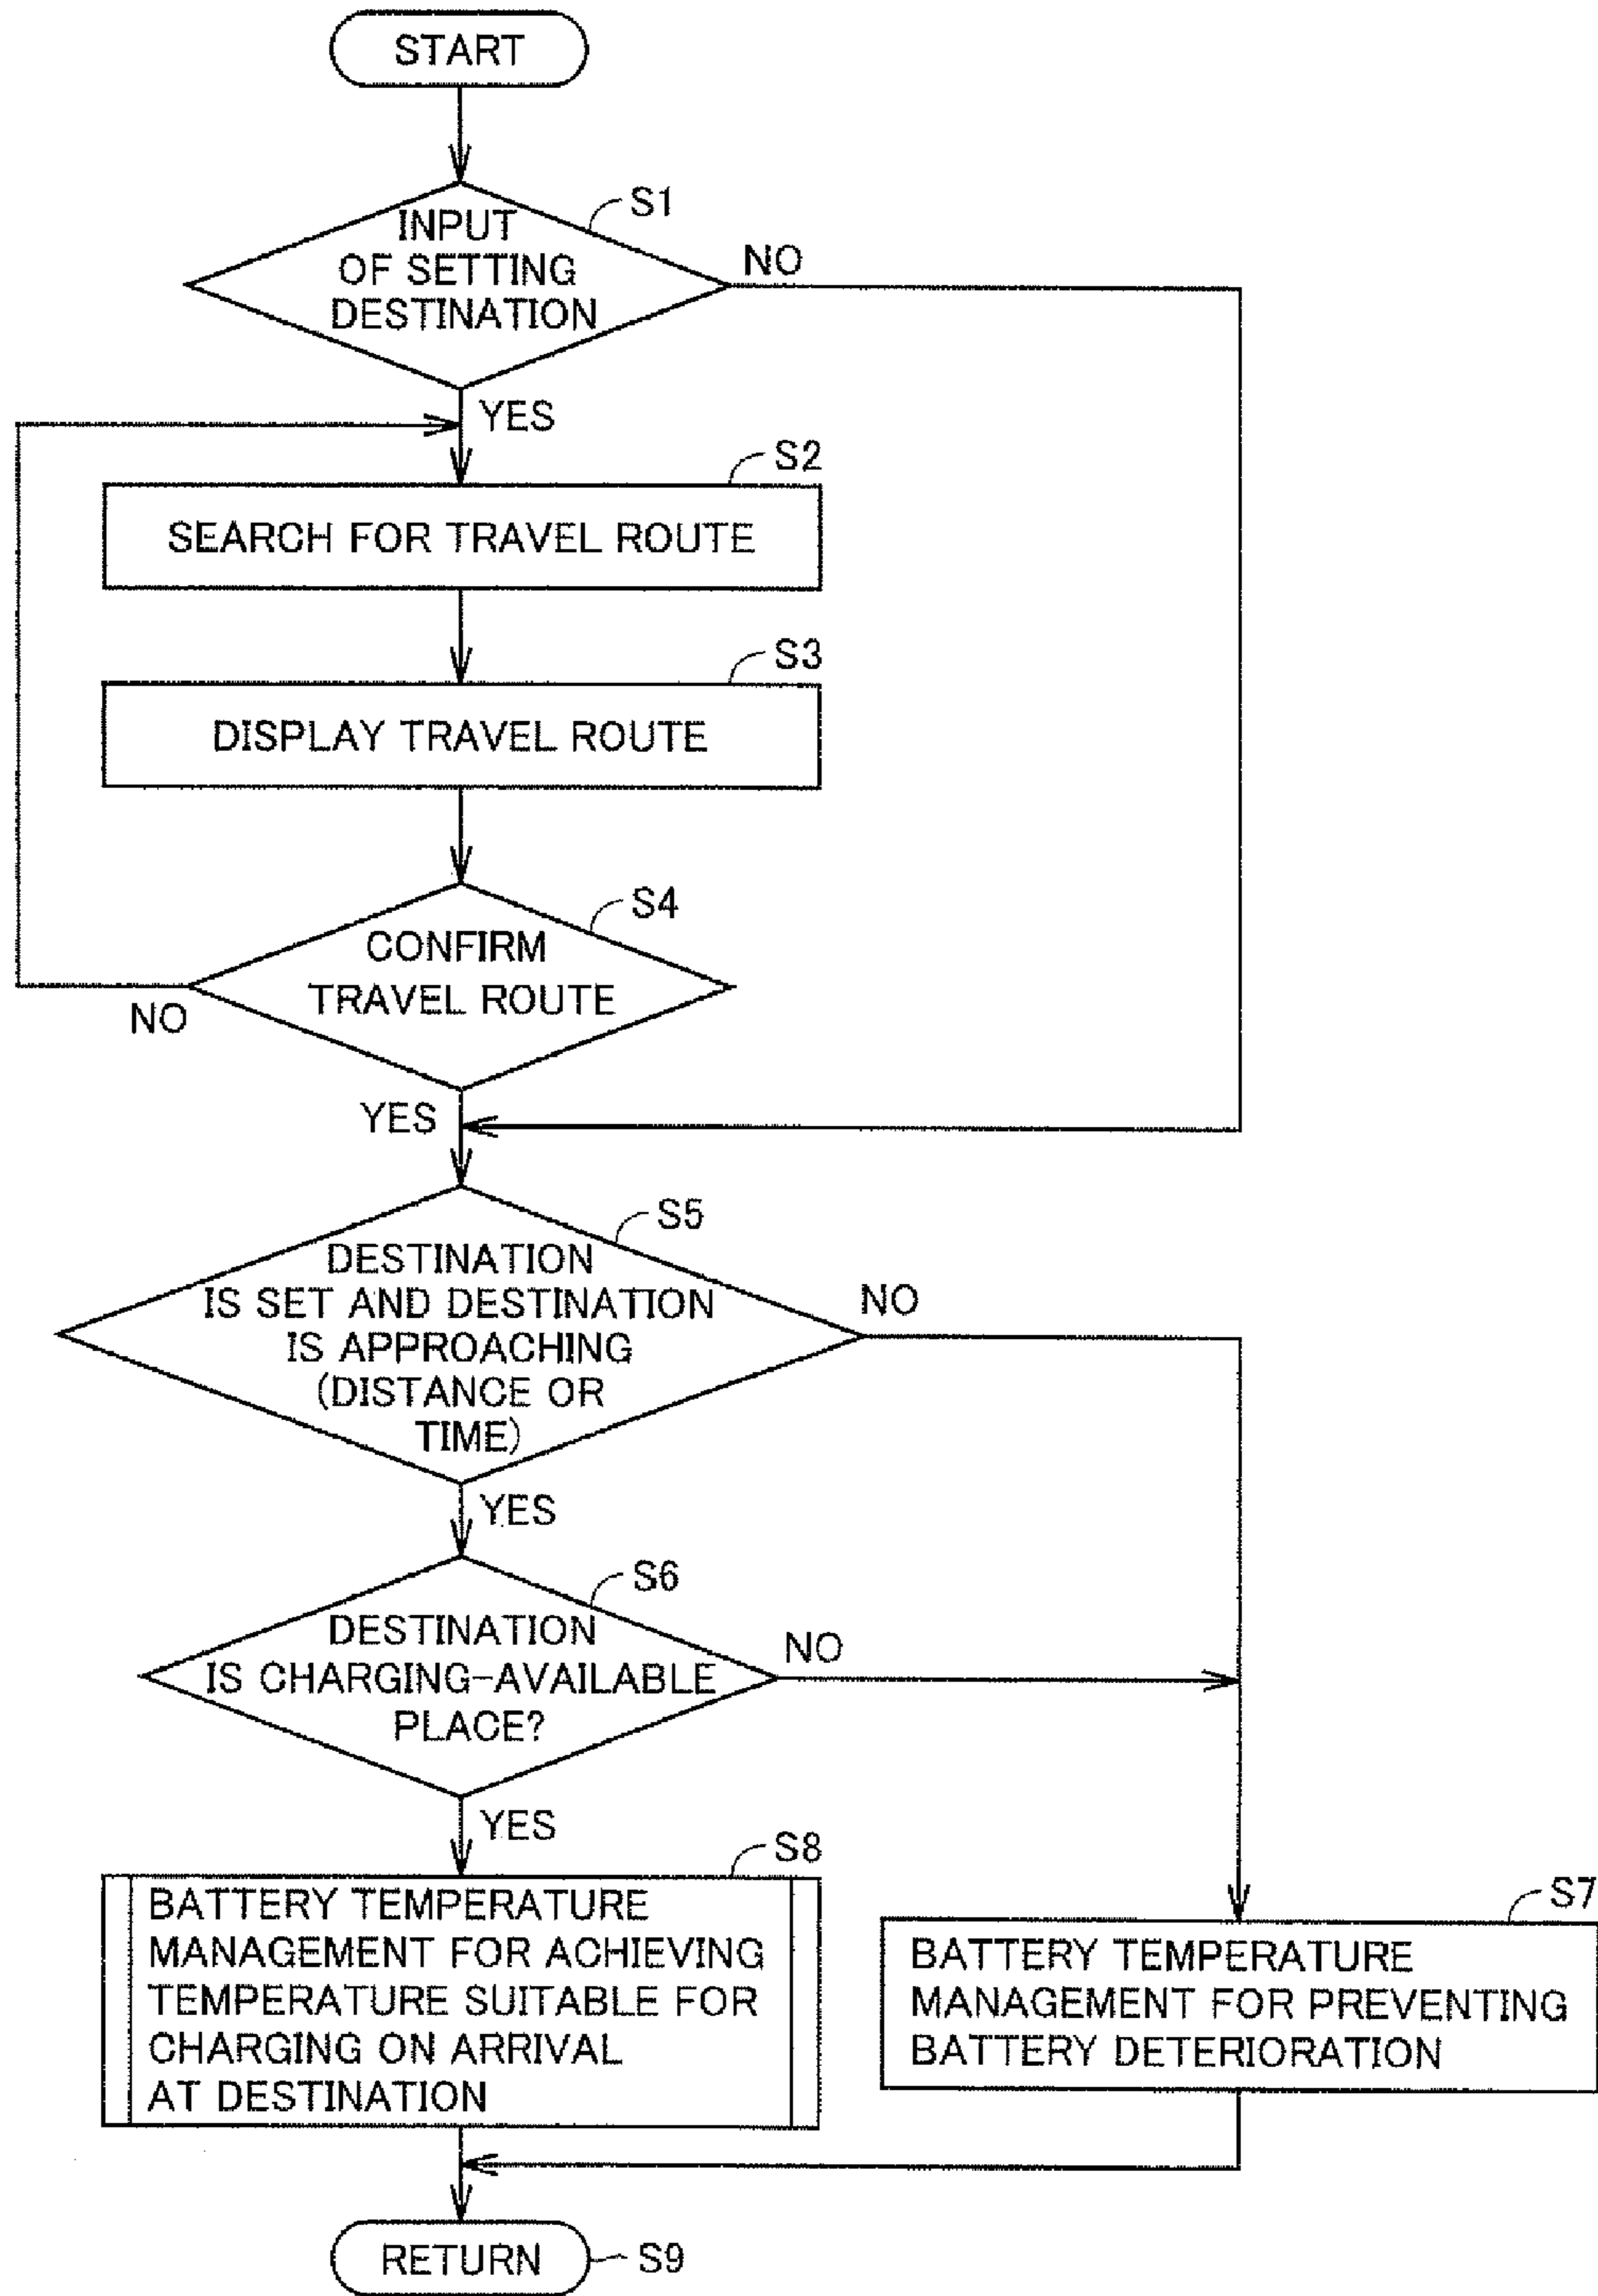 START
S1
INPUT
OF SETTING
DESTINATION
NO
YES
S2
SEARCH FOR TRAVEL ROUTE
S3
DISPLAY TRAVEL ROUTE
S4
CONFIRM
TRAVEL ROUTE
NO
YES
S5
DESTINATION
IS SET AND DESTINATION
IS APPROACHING
(DISTANCE OR
TIME)
NO
YES
S6
DESTINATION
IS CHARGING-AVAILABLE
PLACE?
NO
YES
S8
BATTERY TEMPERATURE
MANAGEMENT FOR ACHIEVING
TEMPERATURE SUITABLE FOR
CHARGING ON ARRIVAL
AT DESTINATION
S7
BATTERY TEMPERATURE
MANAGEMENT FOR PREVENTING
BATTERY DETERIORATION
RETURN
S9